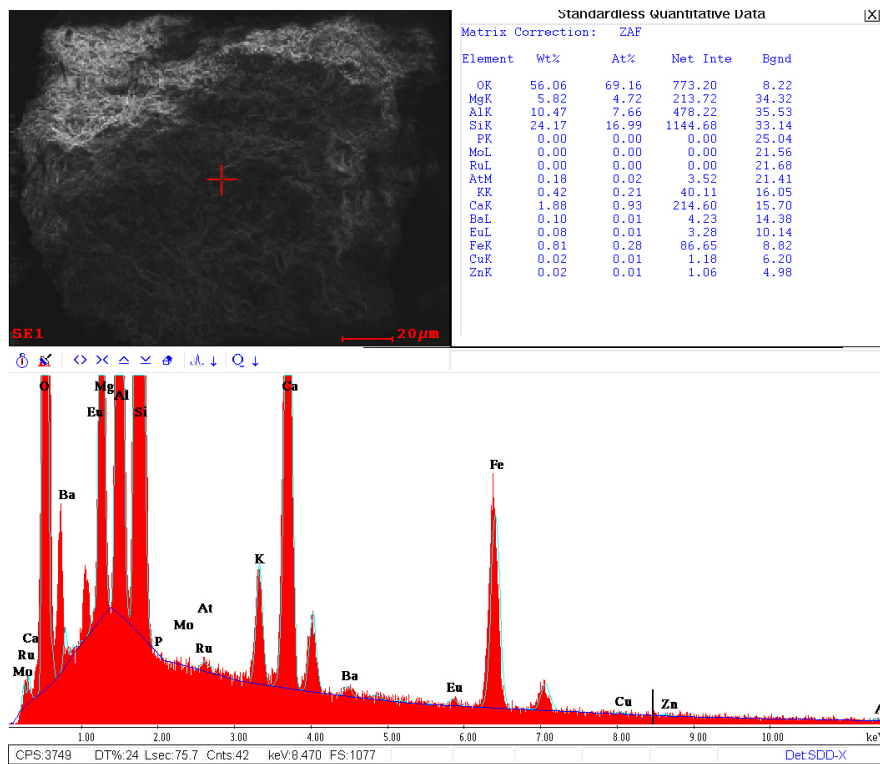 Standardless Quantitative Data X
Matrix Correction: ZAF
Element Wt% At% Net Inte Bgnd
OK 56.06 69.16 773.20 8.22
MgK 5.82 4.72 213.72 34.32
AlK 10.47 7.66 478.22 35.53
SiK 24.17 16.99 1144.68 33.14
PK 0.00 0.00 0.00 25.04
MoL 0.00 0.00 0.00 21.56
RuL 0.00 0.00 0.00 21.68
AtM 0.18 0.02 3.52 21.41
KK 0.42 0.21 40.11 16.05
CaK 1.88 0.93 214.60 15.70
BaL 0.10 0.01 4.23 14.38
EuL 0.08 0.01 3.28 10.14
FeK 0.81 0.28 86.65 8.82
CuK 0.02 0.01 1.18 6.20
ZnK 0.02 0.01 1.06 4.98
SE1 20μm
Q
O Mg Al Ca
Eu Si
Fe
Ba
K
At
Mo
P
Ca
Ru Ru
Mo Ba
Eu
Cu Zn A
1.00 2.00 3.00 4.00 5.00 6.00 7.00 8.00 9.00 10.00 keV
CPS:3749 DT%:24 Lsec:75.7 Cnts:42 keV:8.470 FS:1077 Det:SDD-X